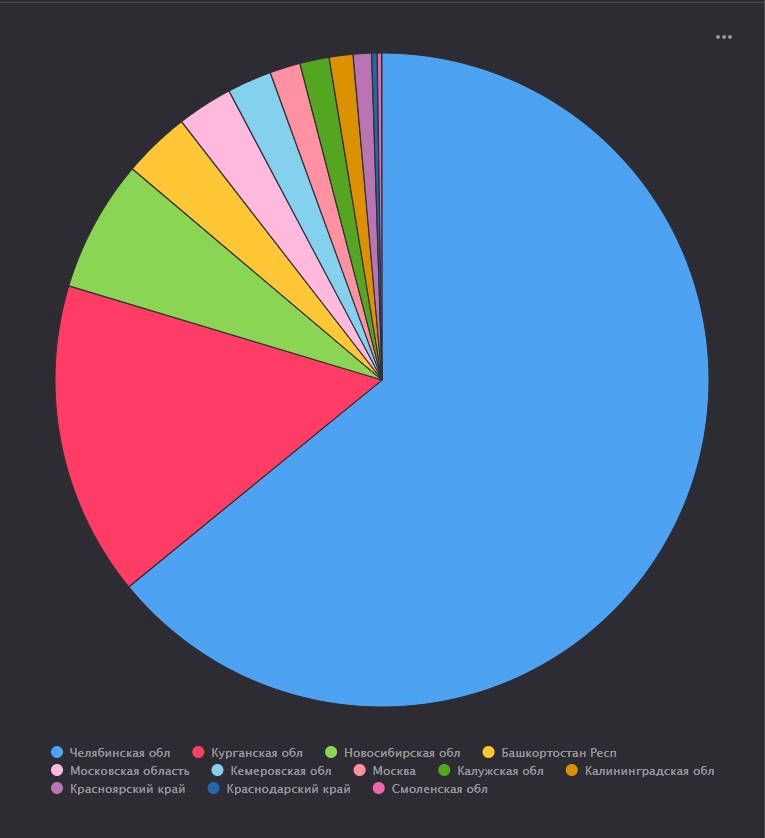 Челябинская обл Курганская обл Новосибирская обл Башкортостан Респ
Московская область Кемеровская обл Москва Калужская обл Калининградская обл
Красноярский край Краснодарский край Смоленская обл